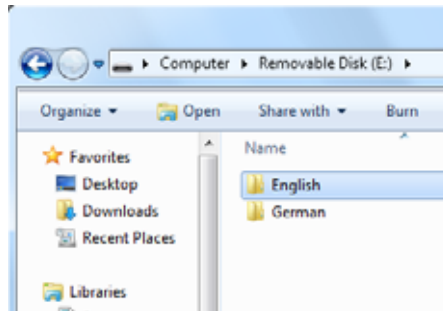 Computer Removable Disk (E:)
Organize Open Share with Burn
Favorites
Desktop
Downloads
Recent Places
Libraries
Name
English
German